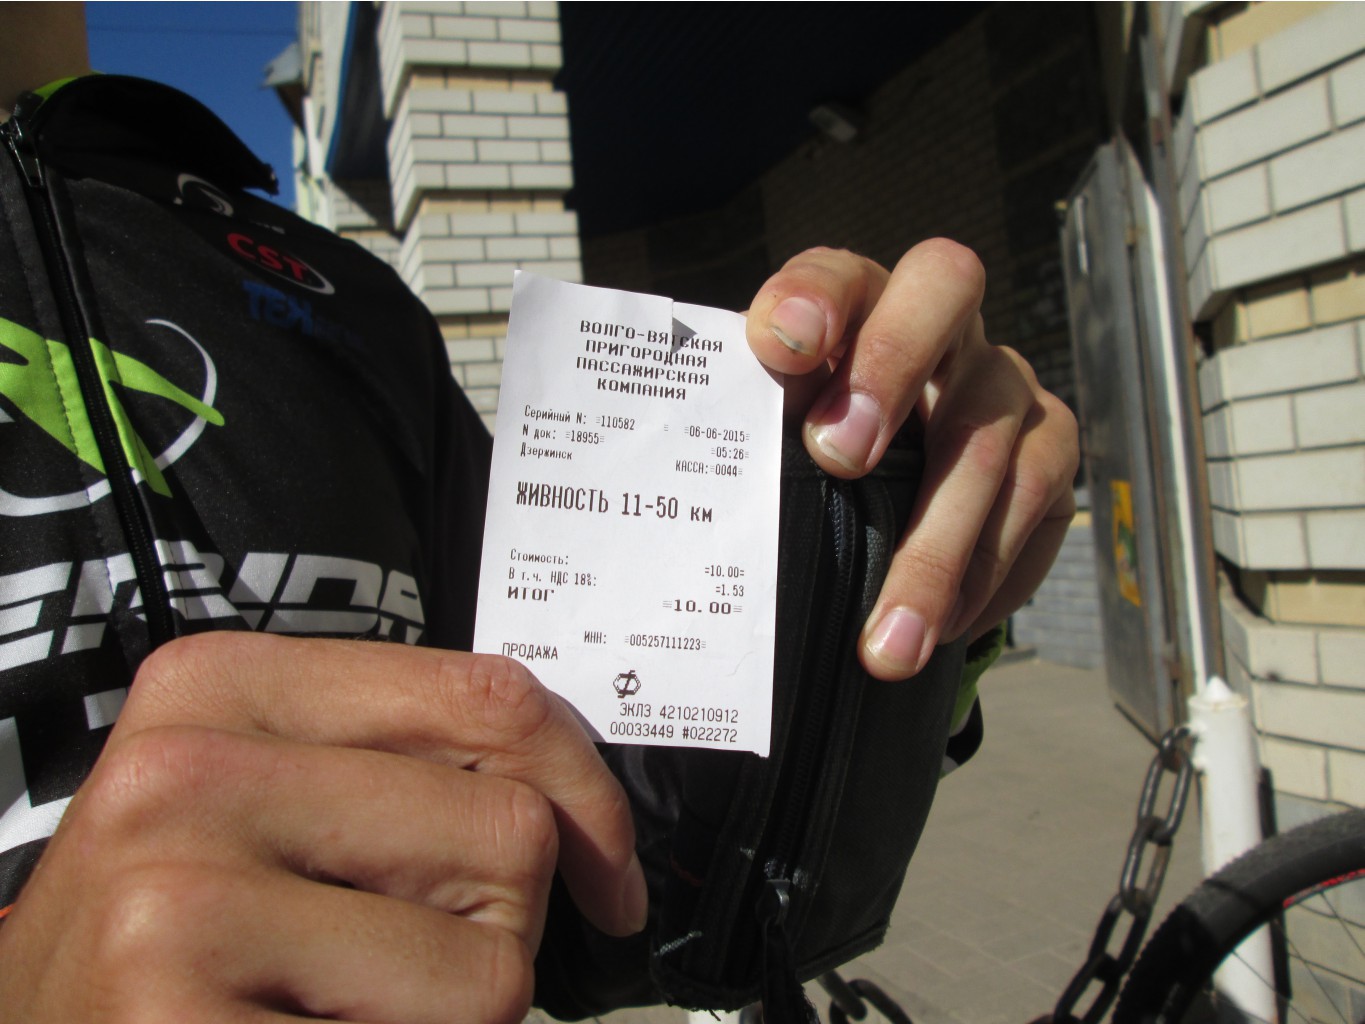 CST
ВОЛГО-ВЯТСКАЯ
ПРИГОРОДНАЯ
ПАССАЖИРСКАЯ
КОМПАНИЯ
Серийный N: =110582 = =06-06-2015=
N док: =18955= =05:26=
Дзержинск КАССА:=0044=
ЖИВНОСТЬ 11-50 км
Стоимость: =10.00=
В т.ч. НДС 18%: =1.53
ИТОГ =10.00=
ИНН: =005257111223=
ПРОДАЖА
ЭКЛЗ 4210210912
00033449 #022272